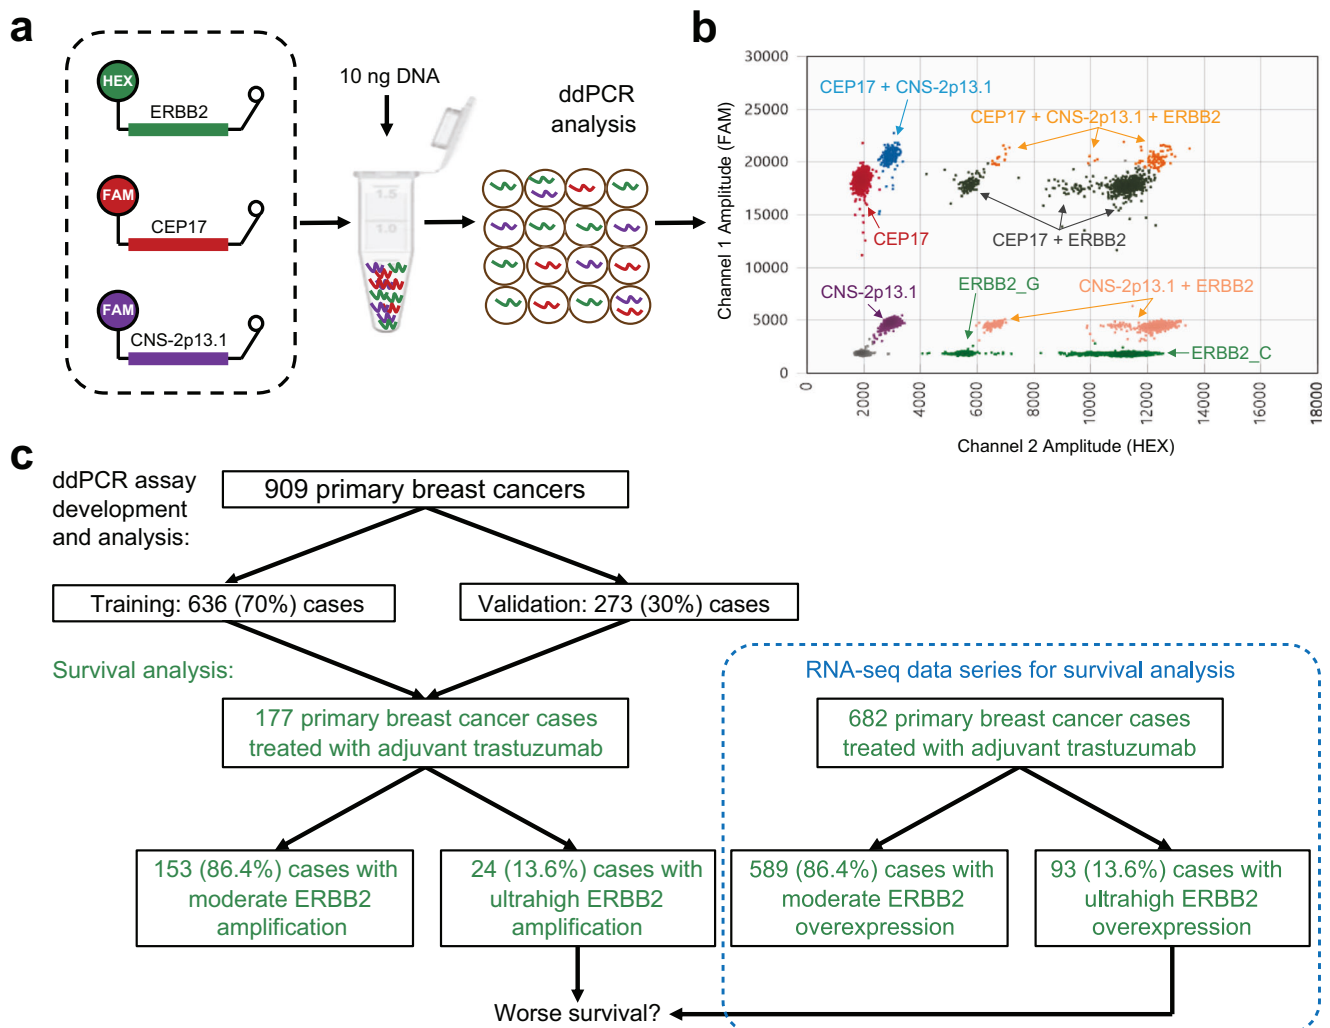 a
HEX
ERBB2
FAM
CEP17
FAM
CNS-2p13.1
10 ng DNA
1.5
1.0
ddPCR
analysis
b
Channel 1 Amplitude (FAM)
30000
25000
20000
15000
10000
5000
0
CEP17 + CNS-2p13.1
CEP17 + CNS-2p13.1 + ERBB2
CEP17
CEP17 + ERBB2
CNS-2p13.1
ERBB2_G
CNS-2p13.1 + ERBB2
ERBB2_C
0
2000
4000
6000
8000
10000
12000
14000
16000
18000
Channel 2 Amplitude (HEX)
c
ddPCR assay
development
and analysis:
909 primary breast cancers
Training: 636 (70%) cases
Validation: 273 (30%) cases
Survival analysis:
177 primary breast cancer cases
treated with adjuvant trastuzumab
RNA-seq data series for survival analysis
682 primary breast cancer cases
treated with adjuvant trastuzumab
153 (86.4%) cases with
moderate ERBB2
amplification
24 (13.6%) cases with
ultrahigh ERBB2
amplification
589 (86.4%) cases with
moderate ERBB2
overexpression
93 (13.6%) cases with
ultrahigh ERBB2
overexpression
Worse survival?